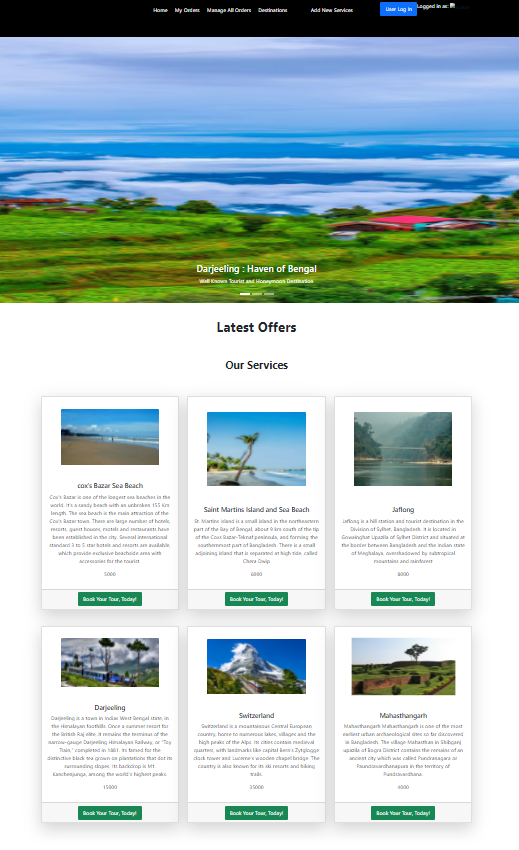 Home My Orders Manage All Orders Destinations Add New Services User Log in Logged in as:
Darjeeling : Haven of Bengal
Well Known Tourist and Honeymoon Destination
Latest Offers
Our Services
cox's Bazar Sea Beach
Cox's Bazar is one of the longest sea beaches in the
world. It's a sandy beach with an unbroken 155 Km
length. The sea beach is the main attraction of the
Cox's Bazar town. There are large number of hotels,
resorts, guest houses, motels and restaurants have
been established in the city. Several international
standard 3 to 5 star hotels and resorts are available,
which provide exclusive beachside area with
accessories for the tourist
5000
Book Your Tour, Today!
Saint Martins Island and Sea Beach
St. Martins Island is a small island in the northeastern
part of the Bay of Bengal, about 9 km south of the tip
of the Coxs Bazar-Teknaf peninsula, and forming the
southernmost part of Bangladesh. There is a small
adjoining island that is separated at high tide, called
Chera Dwip
6000
Book Your Tour, Today!
Jaflong
Jaflong is a hill station and tourist destination in the
Division of Sylhet, Bangladesh. It is located in
Gowainghat Upazila of Sylhet District and situated at
the border between Bangladesh and the Indian state
of Meghalaya, overshadowed by subtropical
mountains and rainforest
8000
Book Your Tour, Today!
Darjeeling
Darjeeling is a town in Indias West Bengal state, in
the Himalayan foothills. Once a summer resort for
the British Raj elite, it remains the terminus of the
narrow-gauge Darjeeling Himalayan Railway, or "Toy
Train," completed in 1881. Its famed for the
distinctive black tea grown on plantations that dot its
surrounding slopes. Its backdrop is Mt.
Kanchenjunga, among the world's highest peaks.
15000
Book Your Tour, Today!
Switzerland
Switzerland is a mountainous Central European
country, home to numerous lakes, villages and the
high peaks of the Alps. Its cities contain medieval
quarters, with landmarks like capital Bern's Zytglogge
clock tower and Lucerne's wooden chapel bridge. The
country is also known for its ski resorts and hiking
trails.
35000
Book Your Tour, Today!
Mahasthangarh
Mahasthangarh Mahasthangarh is one of the most
earliest urban archaeological sites so far discovered
in Bangladesh. The village Mahasthan in Shibganj
upazila of Bogra District contains the remains of an
ancient city which was called Pundranagara or
Paundravardhanapura in the territory of
Pundravardhana
4000
Book Your Tour, Today!